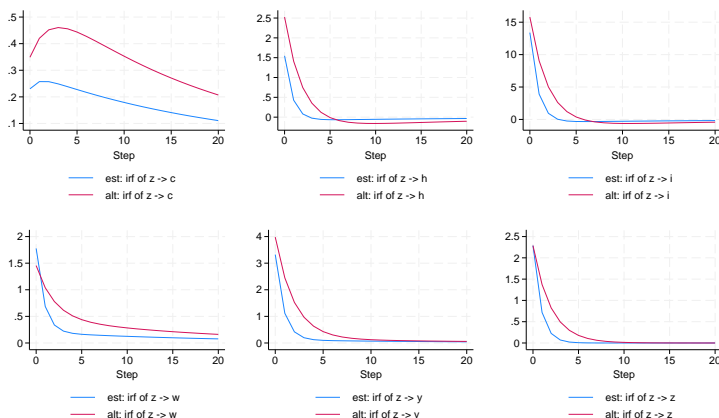 .5
.4
.3
.2
.1
0 5 10 15 20
Step
est: irf of z -> c
alt: irf of z -> c
2.5
2
1.5
1
.5
0
0 5 10 15 20
Step
est: irf of z -> h
alt: irf of z -> h
15
10
5
0
0 5 10 15 20
Step
est: irf of z -> i
alt: irf of z -> i
2
1.5
1
.5
0
0 5 10 15 20
Step
est: irf of z -> w
alt: irf of z -> w
4
3
2
1
0
0 5 10 15 20
Step
est: irf of z -> y
alt: irf of z -> y
2.5
2
1.5
1
.5
0
0 5 10 15 20
Step
est: irf of z -> z
alt: irf of z -> z